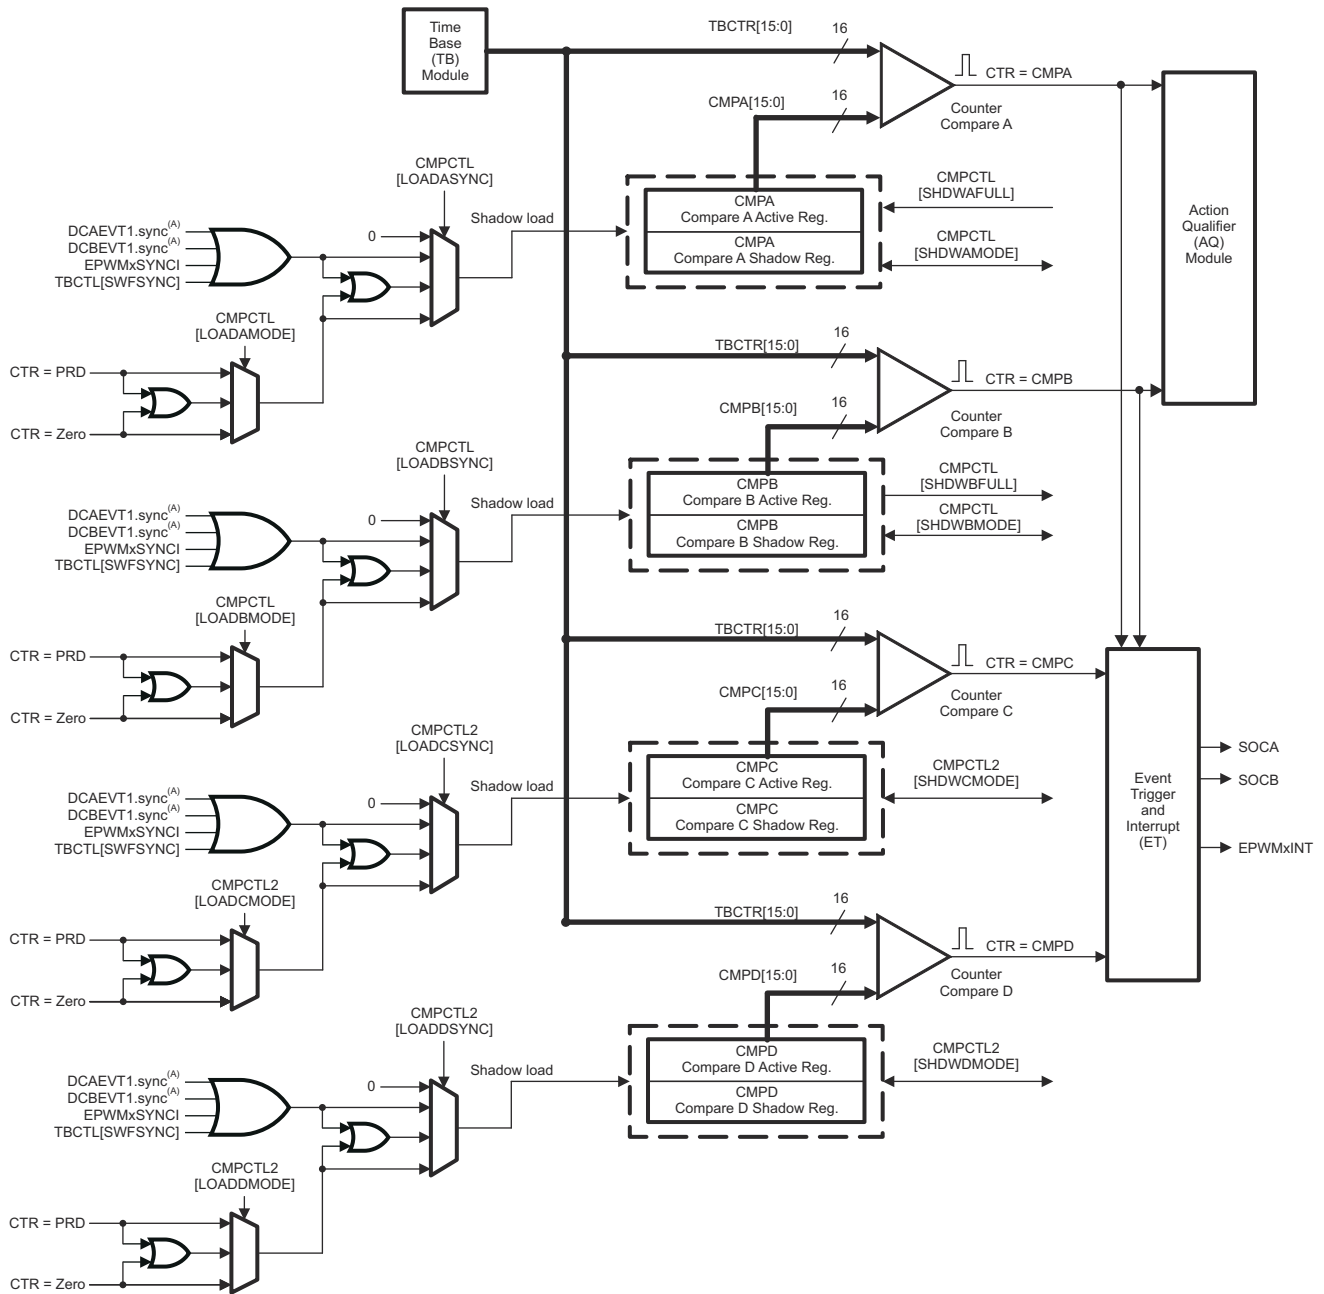 Time
Base
(TB)
Module
TBCTR[15:0]
16
CTR = CMPA
CMPA[15:0]
16
Counter
Compare A
CMPCTL
[LOADASYNC]
Shadow load
0
DCAEVT1.sync(A)
DCBEVT1.sync(A)
EPWMxSYNCI
TBCTL[SWFSYNC]
CMPA
Compare A Active Reg.
CMPA
Compare A Shadow Reg.
CMPCTL
[SHDWAFULL]
CMPCTL
[SHDWAMODE]
Action
Qualifier
(AQ)
Module
CMPCTL
[LOADAMODE]
CTR = PRD
CTR = Zero
TBCTR[15:0]
16
CTR = CMPB
CMPB[15:0]
16
Counter
Compare B
CMPCTL
[LOADBSYNC]
Shadow load
0
DCAEVT1.sync(A)
DCBEVT1.sync(A)
EPWMxSYNCI
TBCTL[SWFSYNC]
CMPB
Compare B Active Reg.
CMPB
Compare B Shadow Reg.
CMPCTL
[SHDWBFULL]
CMPCTL
[SHDWBMODE]
CMPCTL
[LOADBMODE]
CTR = PRD
CTR = Zero
TBCTR[15:0]
16
CTR = CMPC
CMPC[15:0]
16
Counter
Compare C
CMPCTL2
[LOADCSYNC]
Shadow load
0
DCAEVT1.sync(A)
DCBEVT1.sync(A)
EPWMxSYNCI
TBCTL[SWFSYNC]
CMPC
Compare C Active Reg.
CMPC
Compare C Shadow Reg.
CMPCTL2
[SHDWCMODE]
Event
Trigger
and
Interrupt
(ET)
SOCA
SOCB
EPWMxINT
CMPCTL2
[LOADCMODE]
CTR = PRD
CTR = Zero
TBCTR[15:0]
16
CTR = CMPD
CMPD[15:0]
16
Counter
Compare D
CMPCTL2
[LOADDSYNC]
Shadow load
0
DCAEVT1.sync(A)
DCBEVT1.sync(A)
EPWMxSYNCI
TBCTL[SWFSYNC]
CMPD
Compare D Active Reg.
CMPD
Compare D Shadow Reg.
CMPCTL2
[SHDWDMODE]
CMPCTL2
[LOADDMODE]
CTR = PRD
CTR = Zero